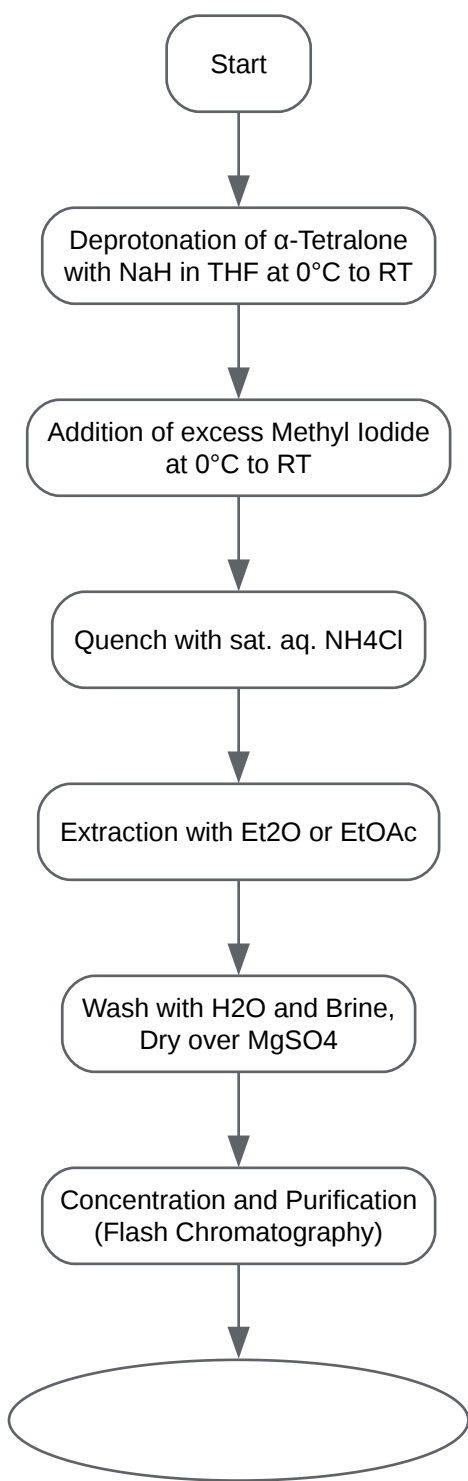 Start
Deprotonation of α-Tetralone
with NaH in THF at 0°C to RT
Addition of excess Methyl Iodide
at 0°C to RT
Quench with sat. aq. NH4Cl
Extraction with Et2O or EtOAc
Wash with H2O and Brine,
Dry over MgSO4
Concentration and Purification
(Flash Chromatography)